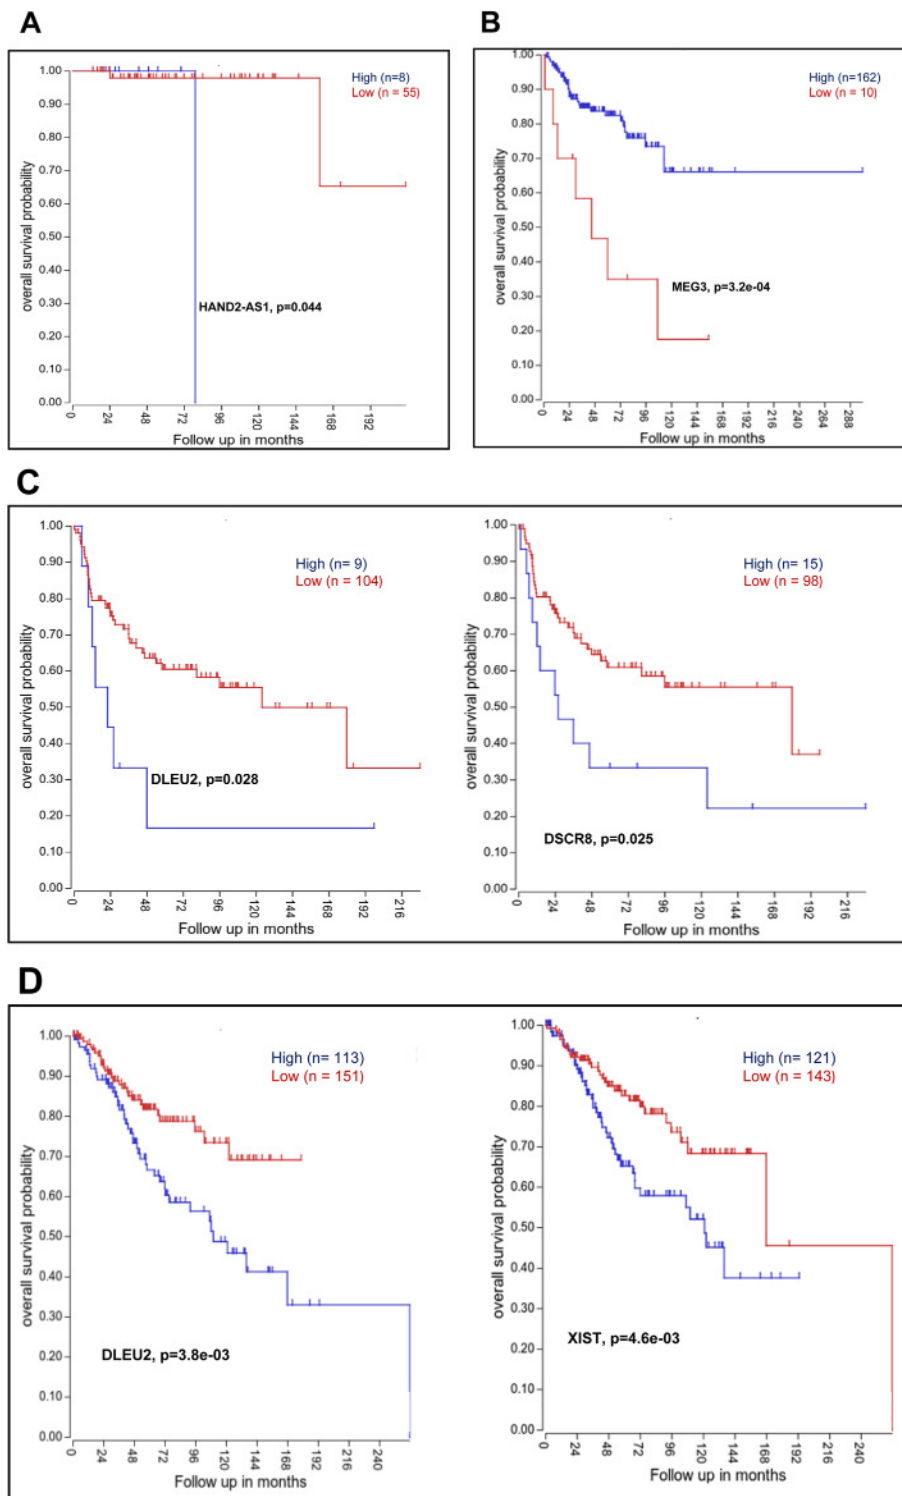 A
High (n=8)
Low (n = 55)
overall survival probability
1.00
0.90
0.80
0.70
0.60
0.50
0.40
0.30
0.20
0.10
0.00
HAND2-AS1, p=0.044
0 24 48 72 96 120 144 168 192
Follow up in months
B
High (n=162)
Low (n = 10)
overall survival probability
1.00
0.90
0.80
0.70
0.60
0.50
0.40
0.30
0.20
0.10
0.00
MEG3, p=3.2e-04
0 24 48 72 96 120 144 168 192 216 240 264 288
Follow up in months
C
High (n= 9)
Low (n = 104)
overall survival probability
1.00
0.90
0.80
0.70
0.60
0.50
0.40
0.30
0.20
0.10
0.00
DLEU2, p=0.028
0 24 48 72 96 120 144 168 192 216
Follow up in months
High (n= 15)
Low (n = 98)
overall survival probability
1.00
0.90
0.80
0.70
0.60
0.50
0.40
0.30
0.20
0.10
0.00
DSCR8, p=0.025
0 24 48 72 96 120 144 168 192 216
Follow up in months
D
High (n= 113)
Low (n = 151)
overall survival probability
1.00
0.90
0.80
0.70
0.60
0.50
0.40
0.30
0.20
0.10
0.00
DLEU2, p=3.8e-03
0 24 48 72 96 120 144 168 192 216 240
Follow up in months
High (n= 121)
Low (n = 143)
overall survival probability
1.00
0.90
0.80
0.70
0.60
0.50
0.40
0.30
0.20
0.10
0.00
XIST, p=4.6e-03
0 24 48 72 96 120 144 168 192 216 240
Follow up in months